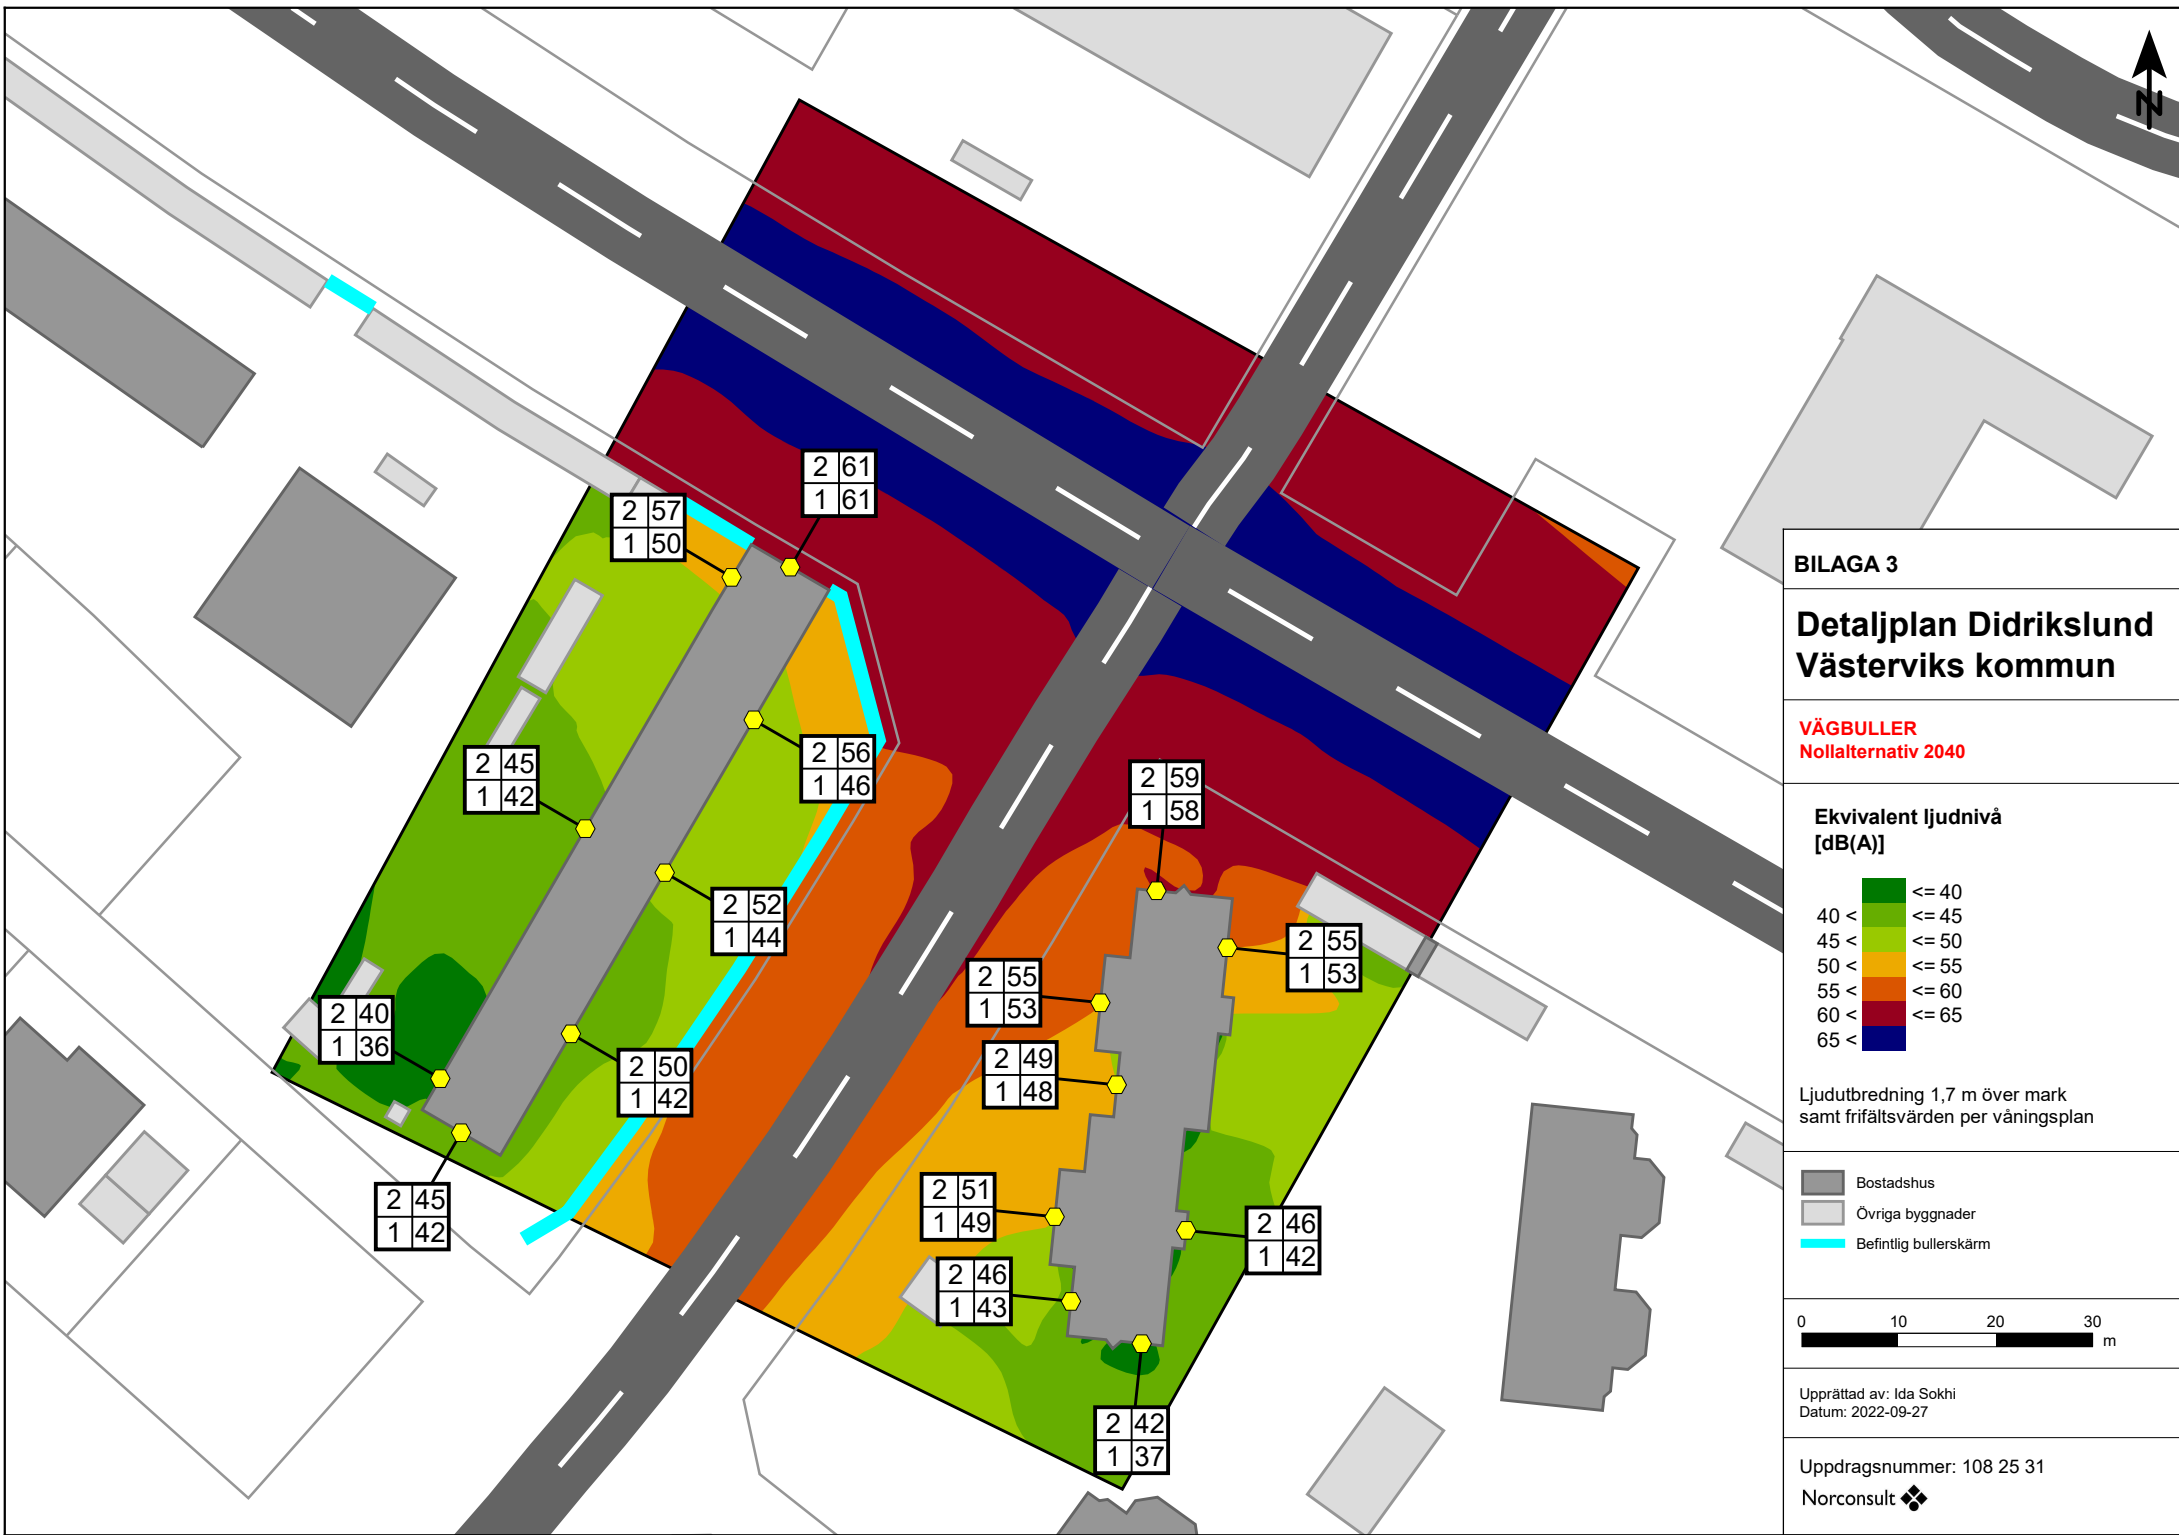 N
2 61
1 61
2 57
1 50
2 56
1 46
2 45
1 42
2 59
1 58
2 52
1 44
2 55
1 53
2 55
1 53
2 40
1 36
2 50
1 42
2 49
1 48
2 45
1 42
2 51
1 49
2 46
1 42
2 46
1 43
2 42
1 37
BILAGA 3
Detaljplan Didrikslund
Västerviks kommun
VÄGBULLER
Nollalternativ 2040
Ekvivalent ljudnivå
[dB(A)]
<= 40
40 < <= 45
45 < <= 50
50 < <= 55
55 < <= 60
60 < <= 65
65 <
Ljudutbredning 1,7 m över mark
samt frifältsvärden per våningsplan
Bostadshus
Övriga byggnader
Befintlig bullerskärm
0 10 20 30
m
Upprättad av: Ida Sokhi
Datum: 2022-09-27
Uppdragsnummer: 108 25 31
Norconsult